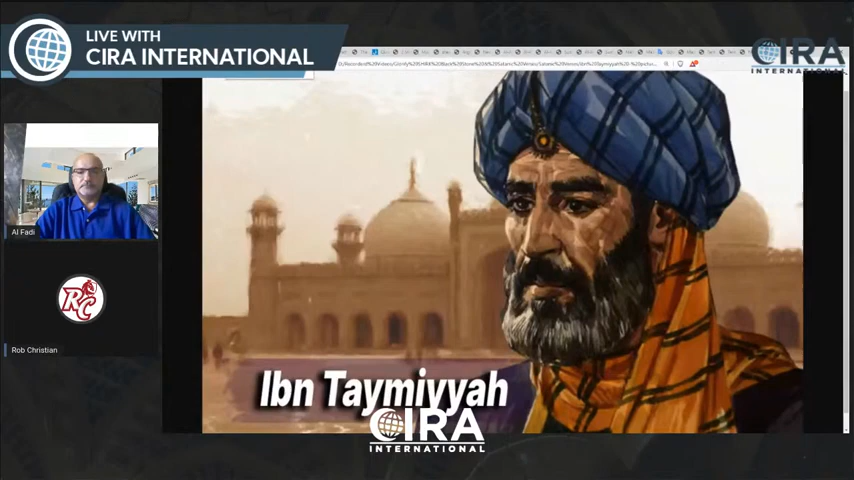 LIVE WITH
CIRA INTERNATIONAL
CIRA
INTERNATIONAL
Al Fadi
RC
Rob Christian
Ibn Taymiyyah
CIRA
INTERNATIONAL